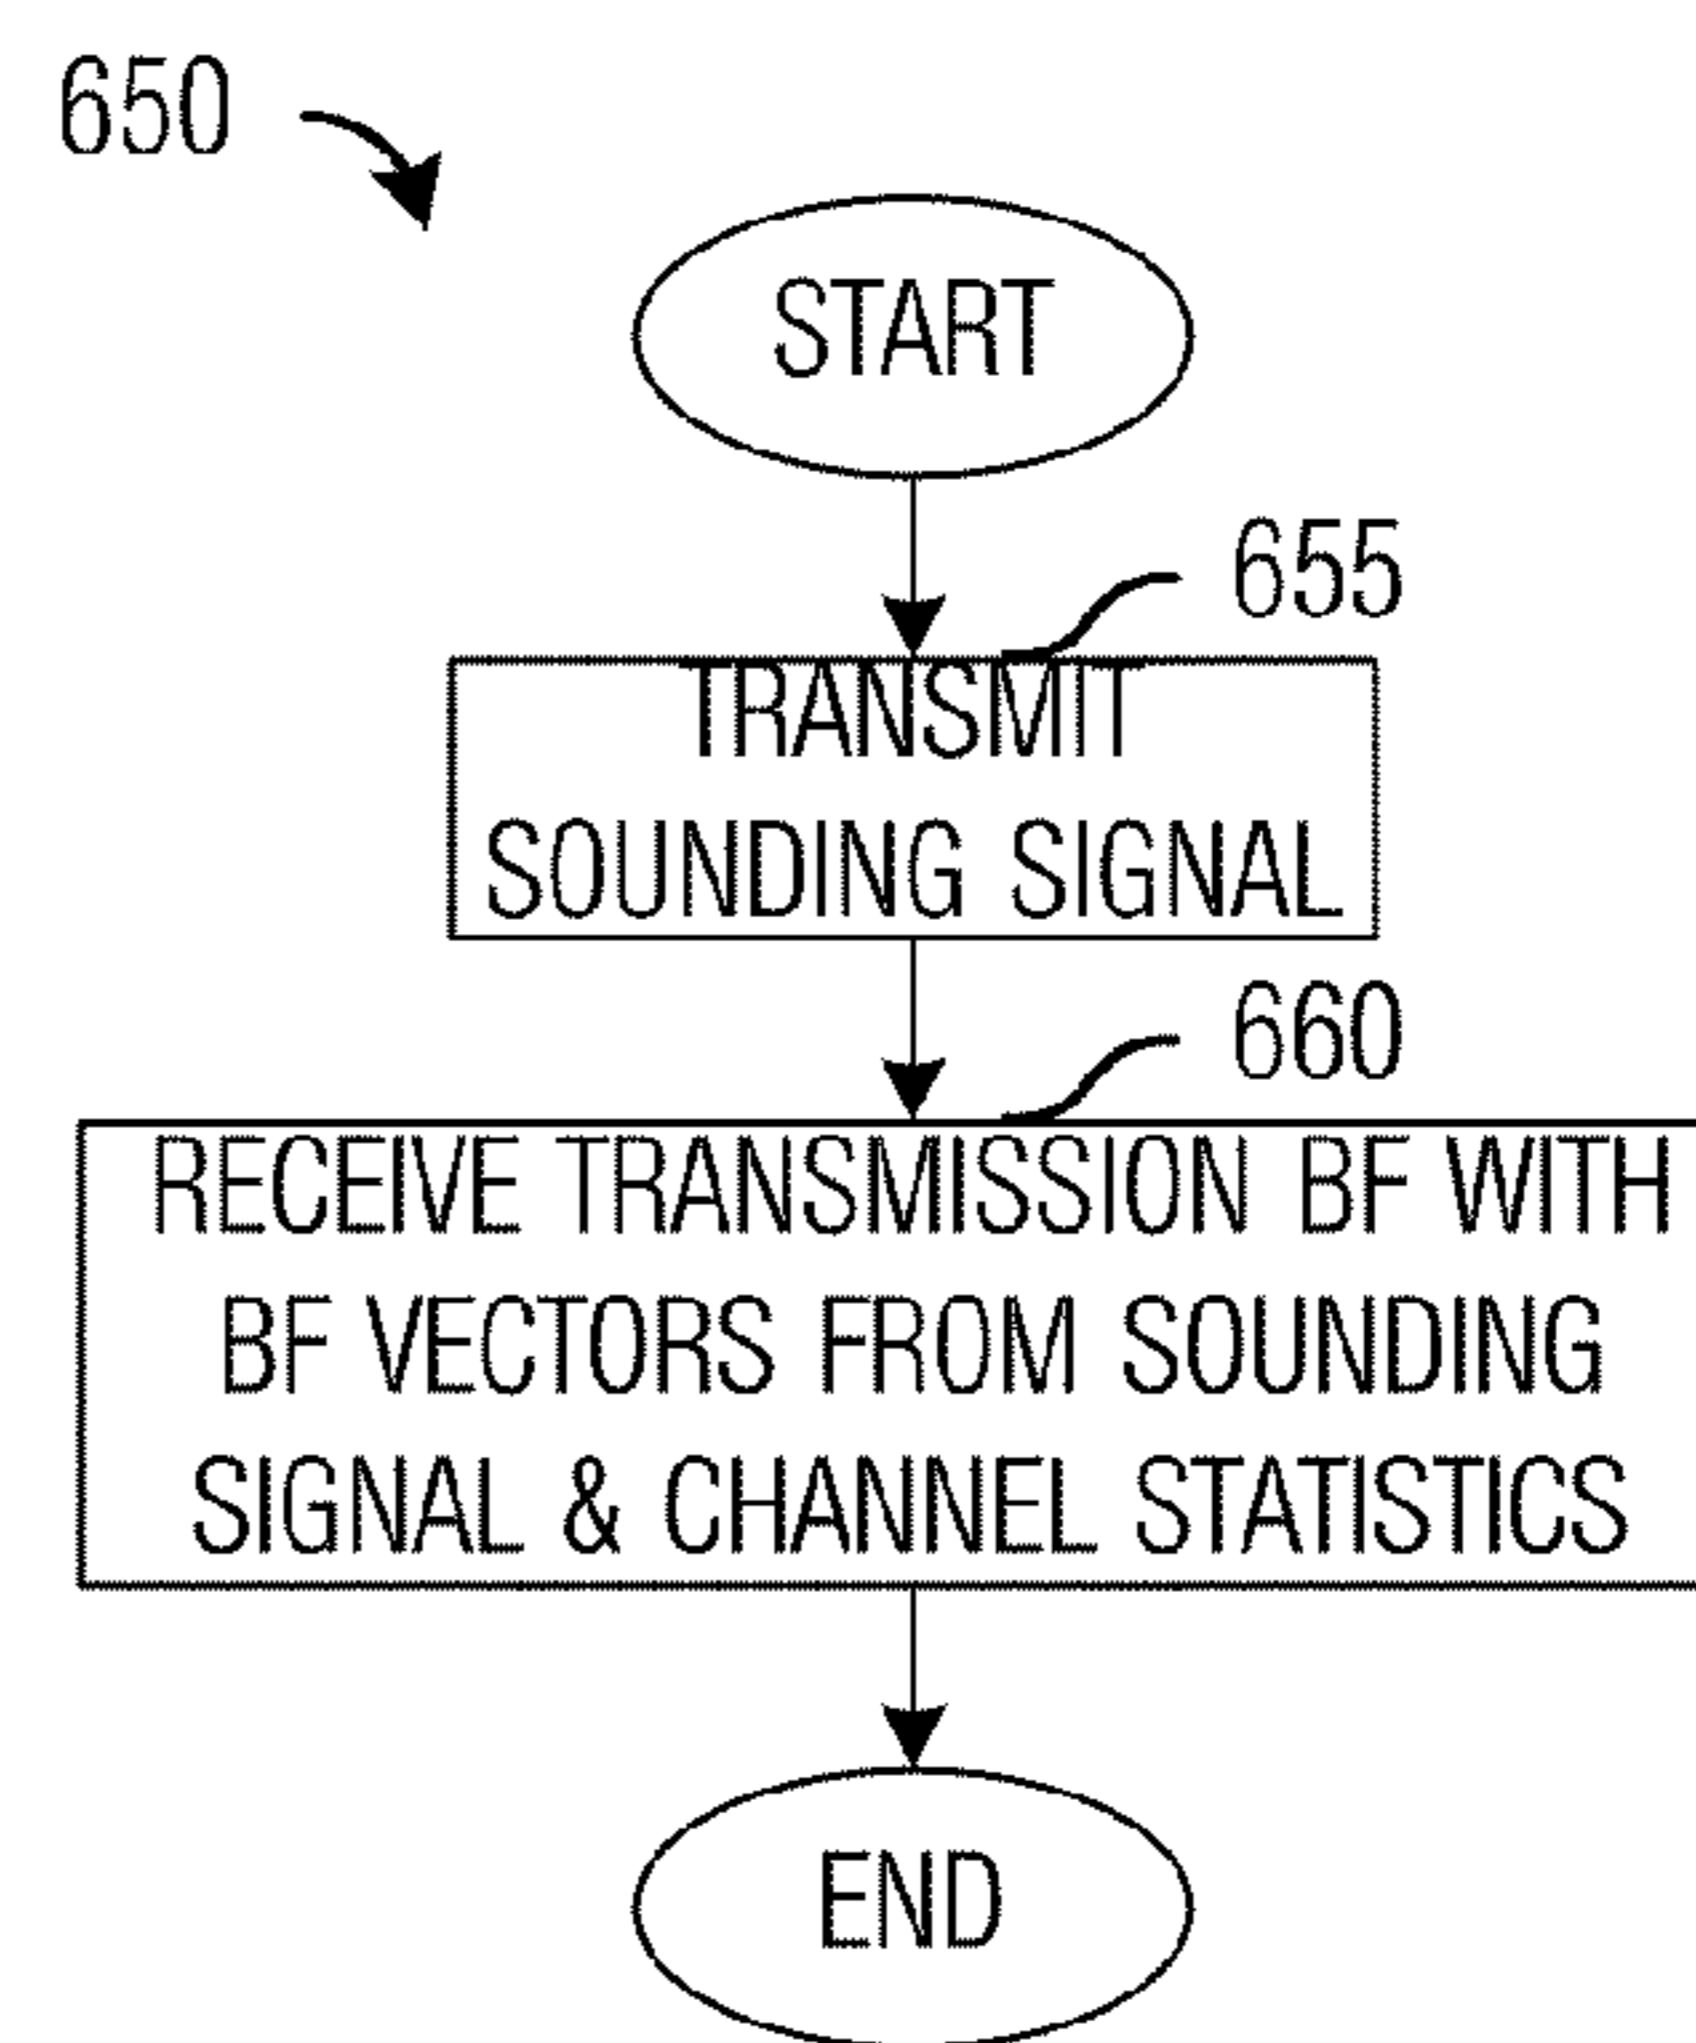 650
START
655
TRANSMIT
SOUNDING SIGNAL
660
RECEIVE TRANSMISSION BF WITH
BF VECTORS FROM SOUNDING
SIGNAL & CHANNEL STATISTICS
END